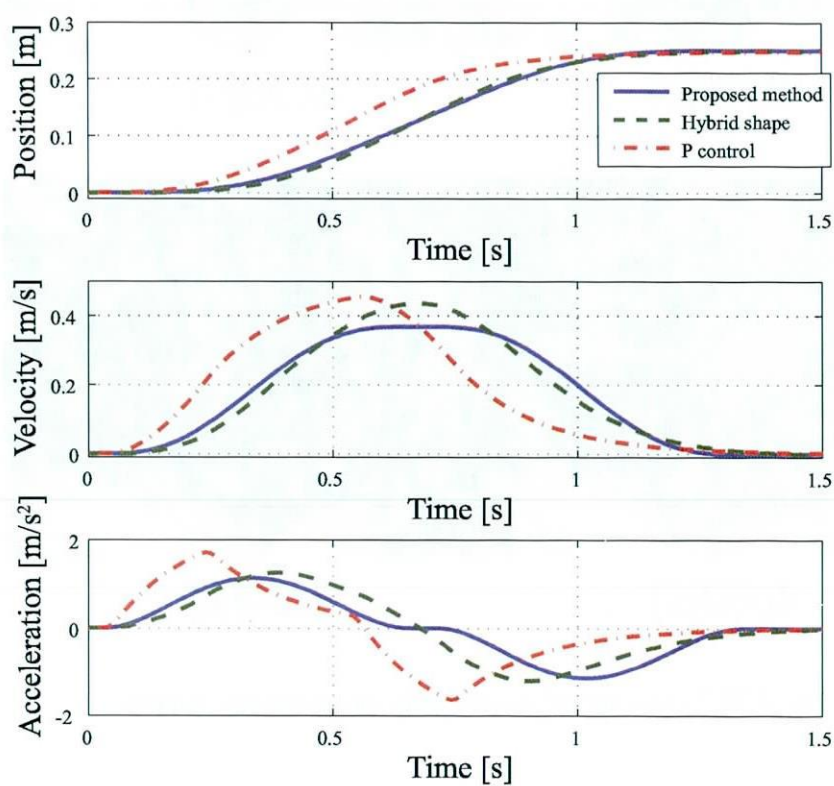 Position [m]
0.3
0.2
0.1
0
0
0.5
1
1.5
Proposed method
Hybrid shape
P control
Time [s]
Velocity [m/s]
0.4
0.2
0
0
0.5
1
1.5
Time [s]
Acceleration [m/s²]
2
0
-2
0
0.5
1
1.5
Time [s]